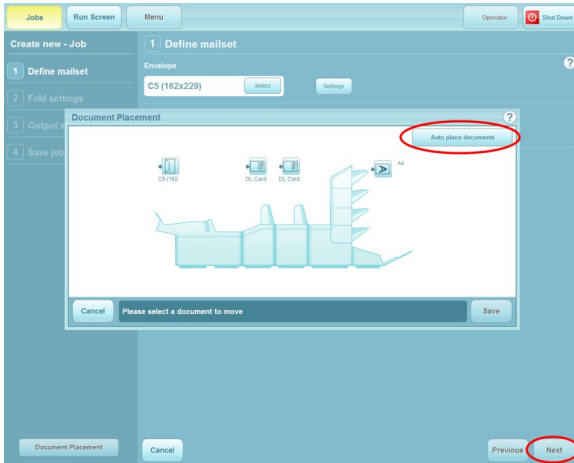 Jobs
Run Screen
Menu
Operator
Shut Down
Create new - Job
1 Define mailset
?
1 Define mailset
Envelope
C5 (162x229)
Select
Settings
2 Fold settings
3 Output s
4 Save job
Document Placement
?
Auto place documents
C5 (162
DL Card
DL Card
A
A4
Cancel
Please select a document to move
Save
Document Placement
Cancel
Previous
Next